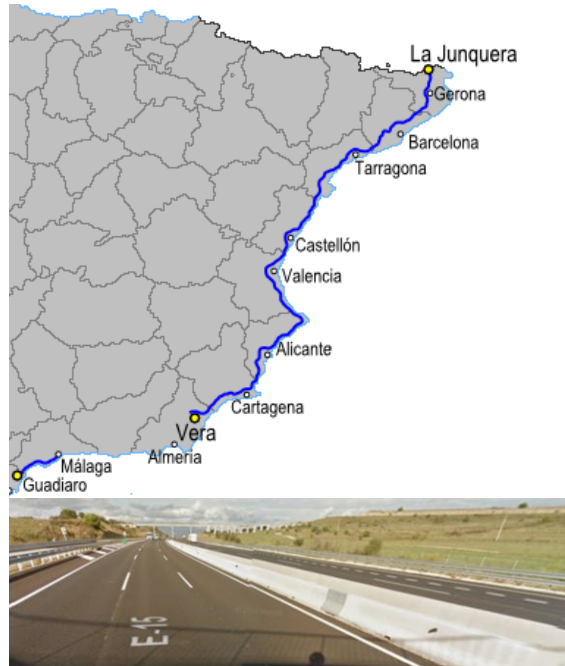 La Junquera
Gerona
Barcelona
Tarragona
Castellón
Valencia
Alicante
Cartagena
Vera
Almería
Málaga
Guadiaro
E-15